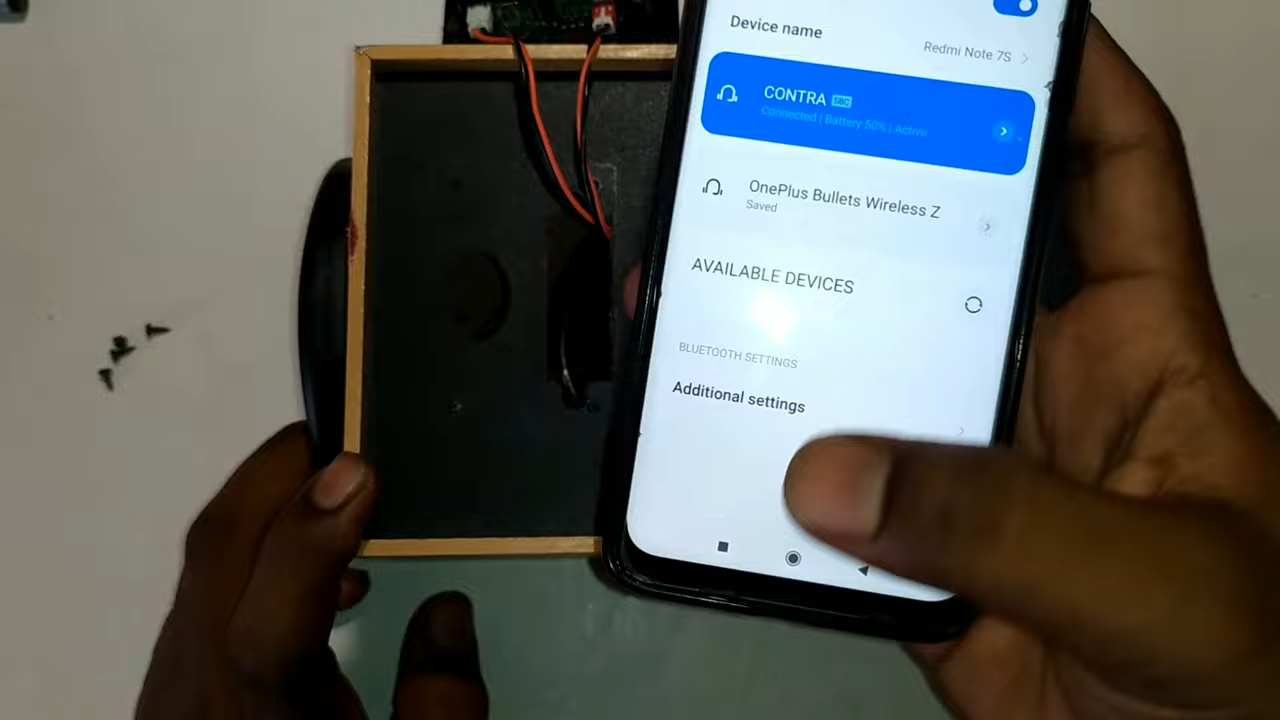 Device name
Redmi Note 7S
CONTRA SBC
Connected | Battery 50% | Active
OnePlus Bullets Wireless Z
Saved
AVAILABLE DEVICES
BLUETOOTH SETTINGS
Additional settings